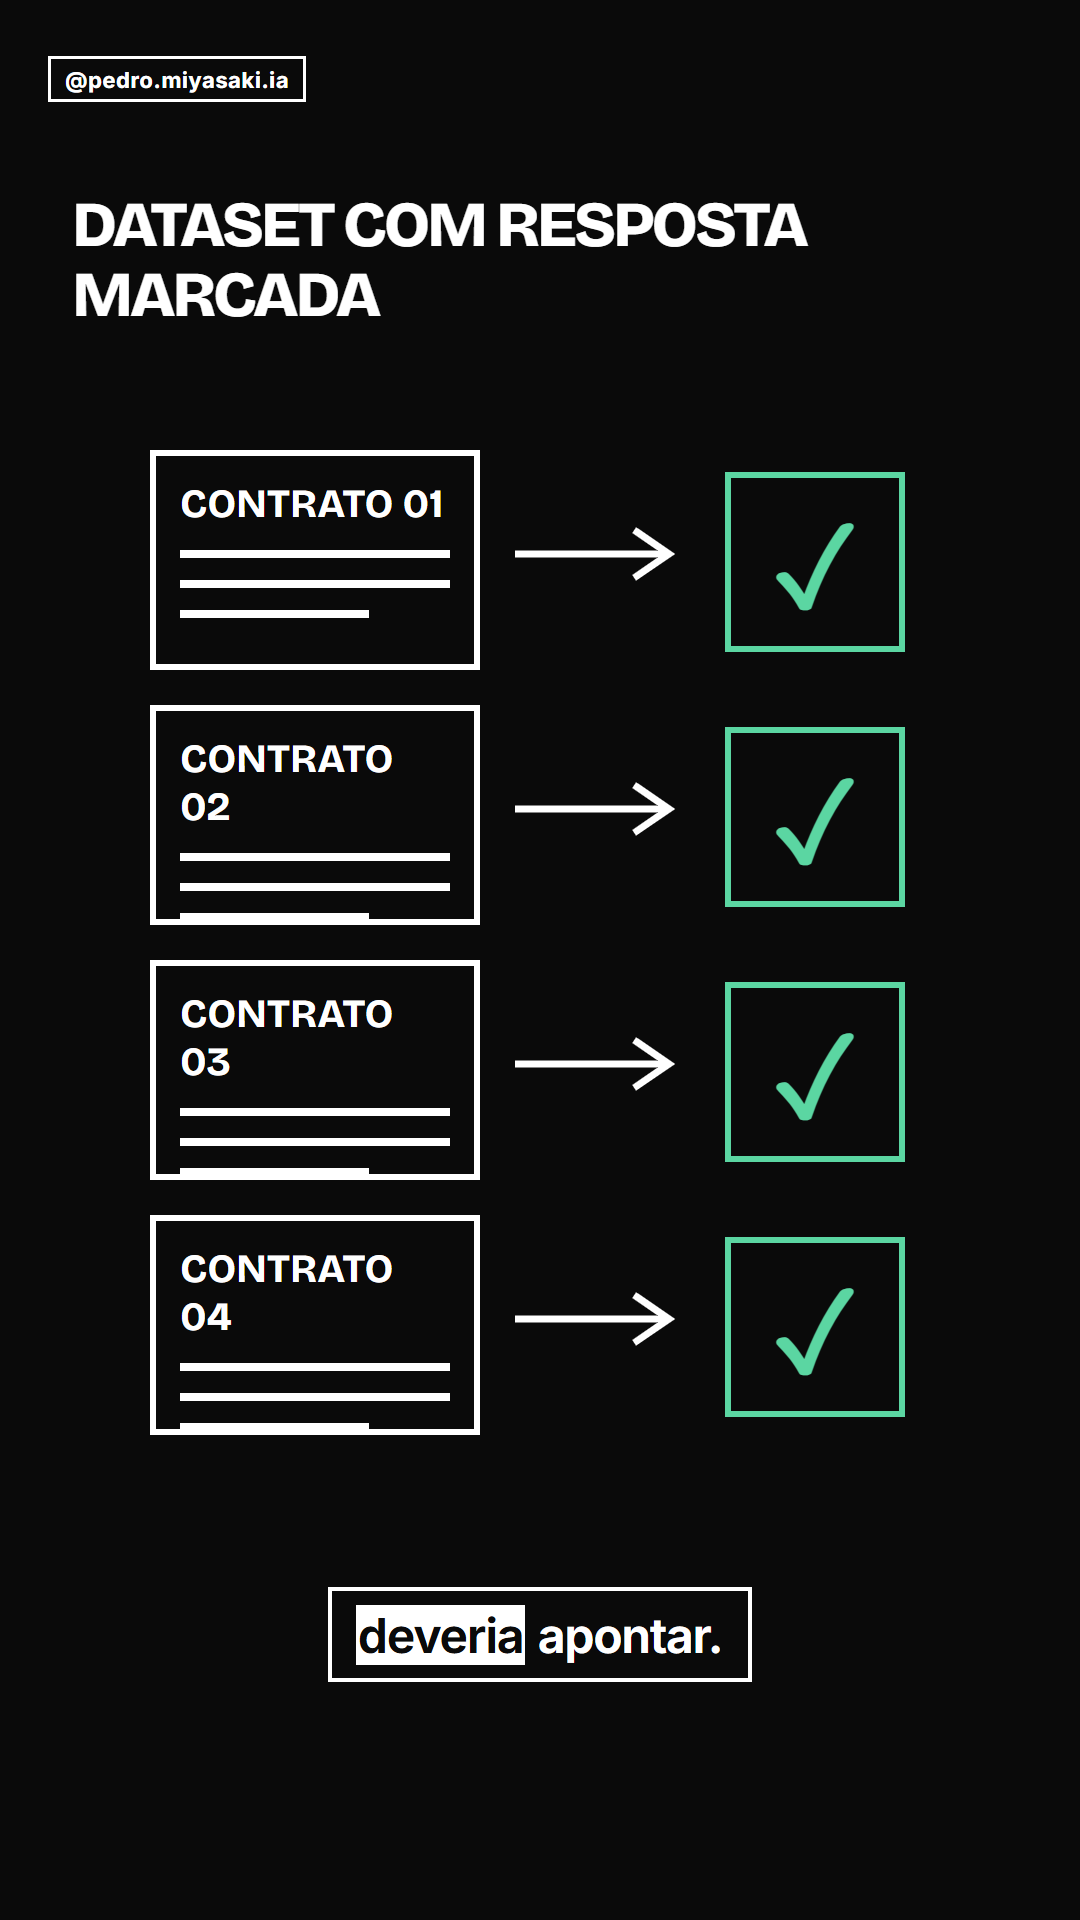 @pedro.miyasaki.ia
DATASET COM RESPOSTA
MARCADA
CONTRATO 01
CONTRATO
02
CONTRATO
03
CONTRATO
04
deveria apontar.